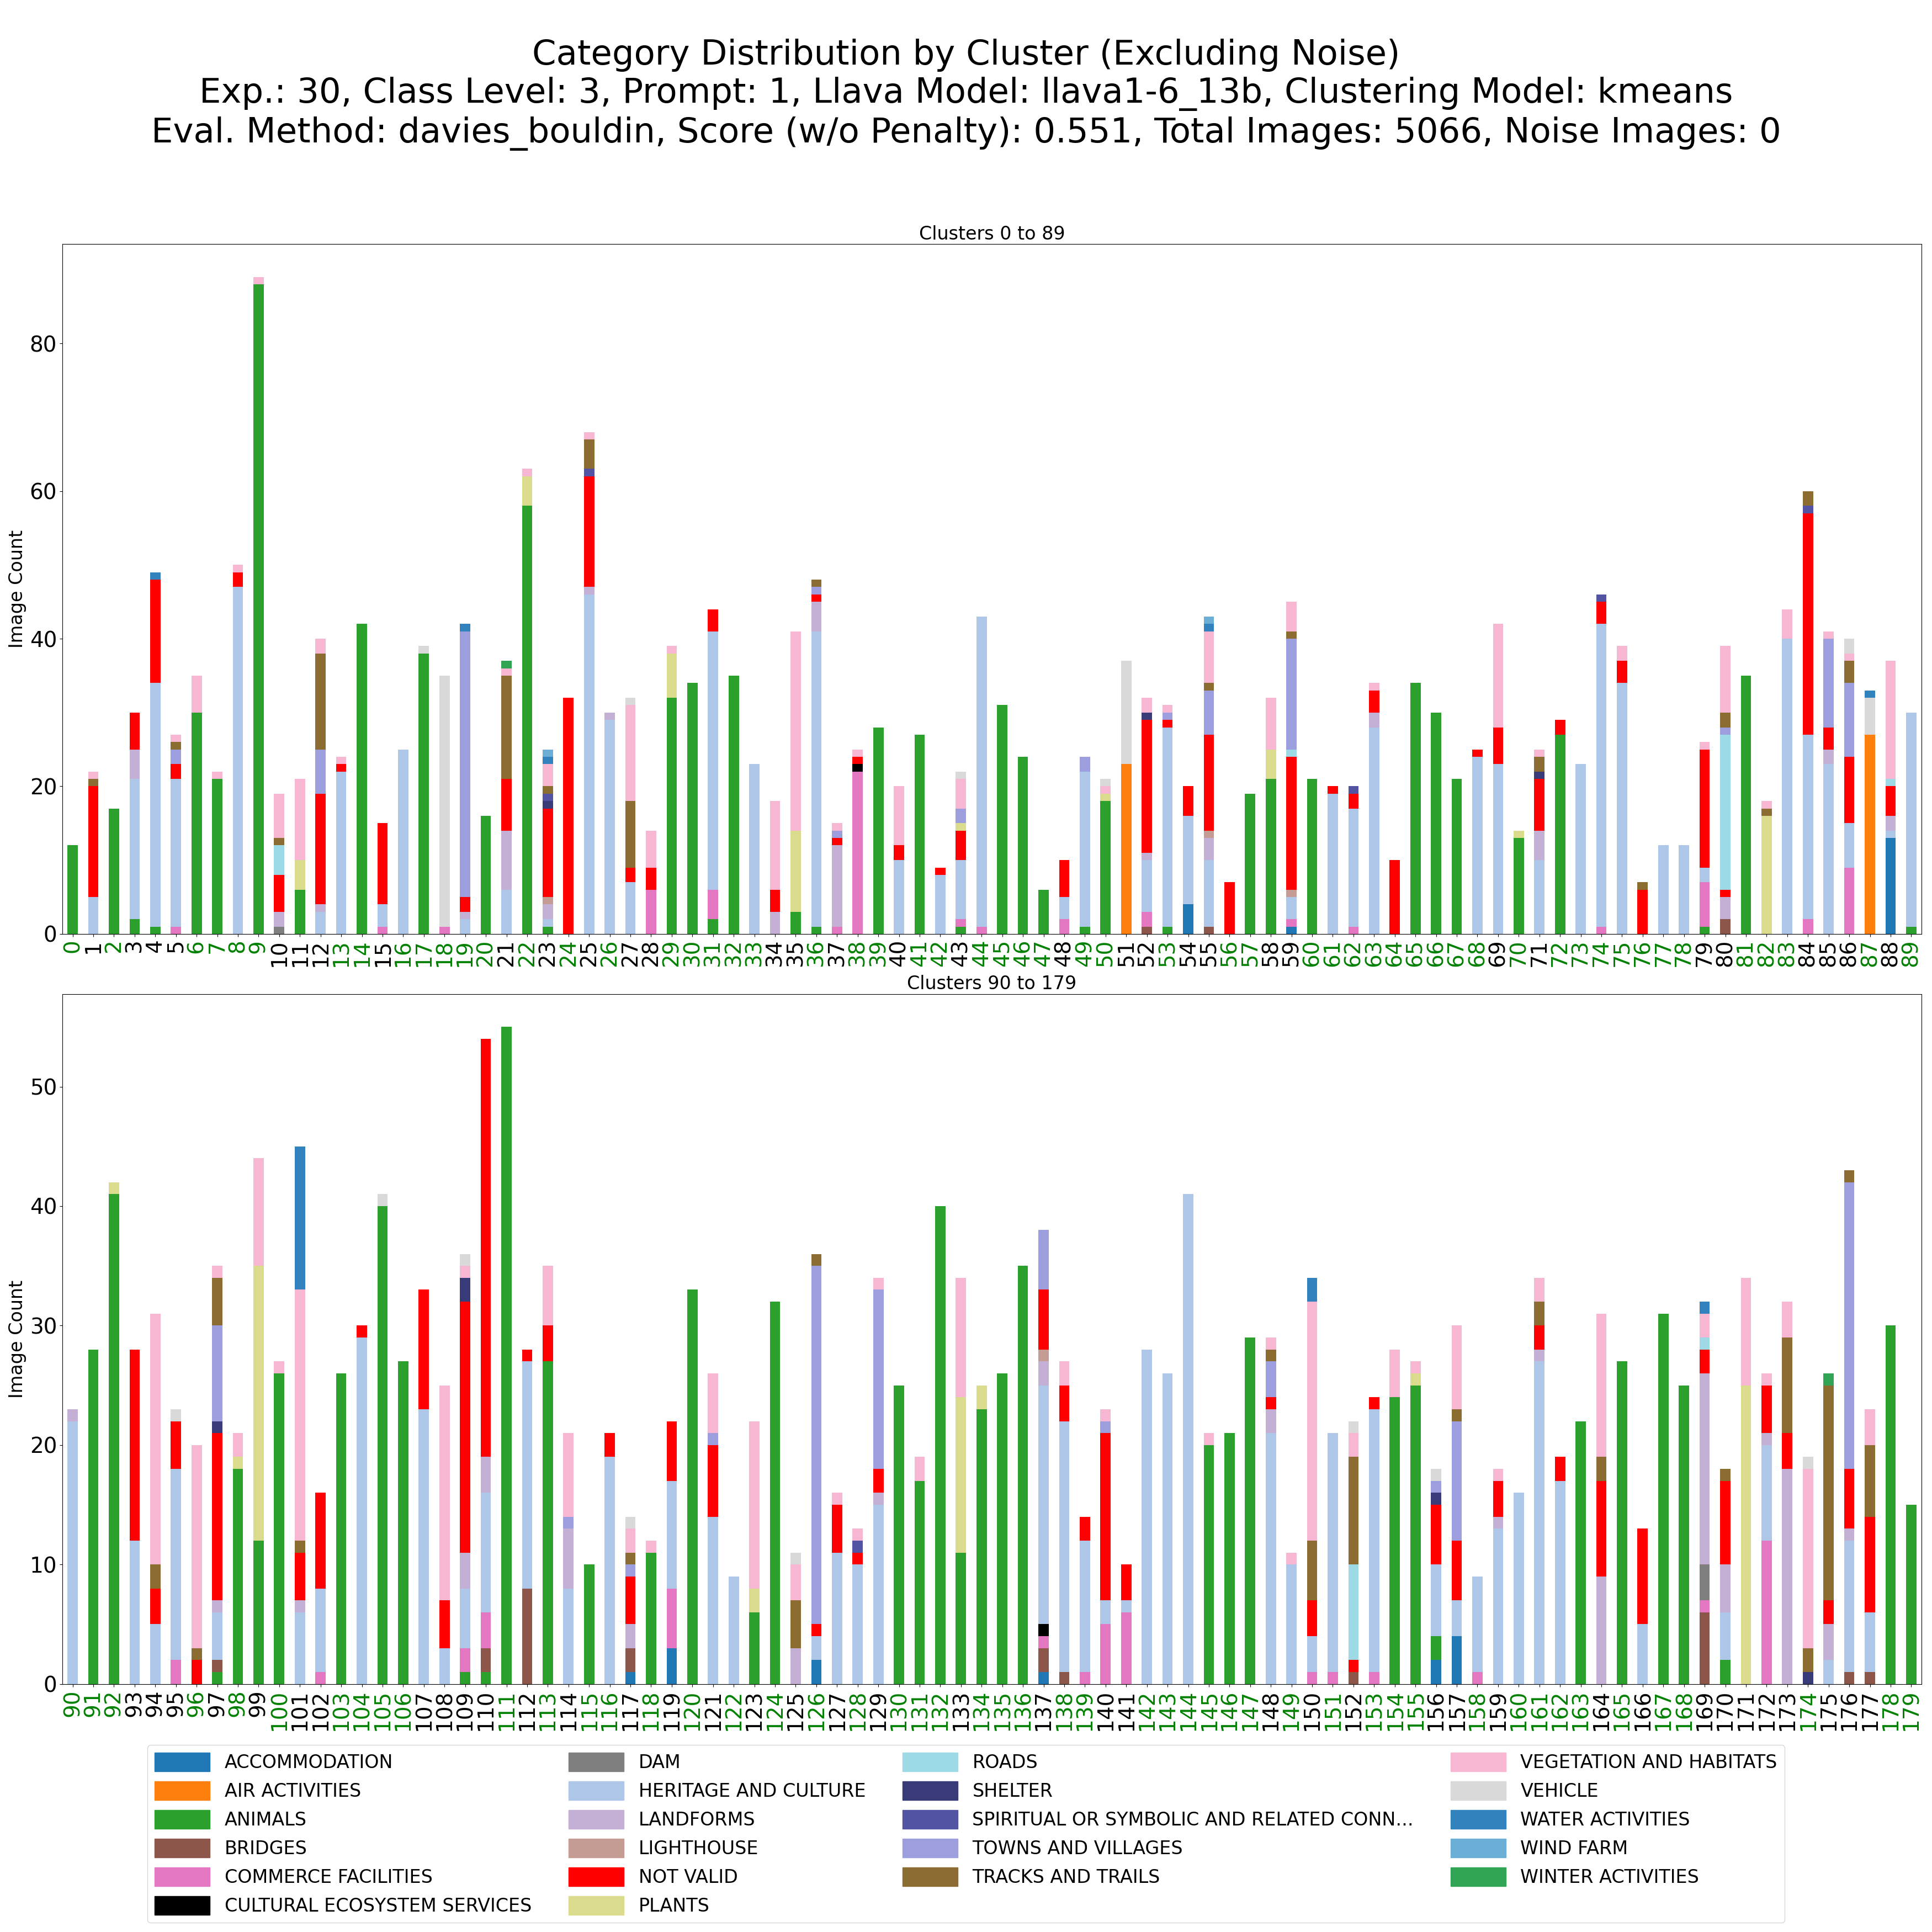 Category Distribution by Cluster (Excluding Noise)
Exp.: 30, Class Level: 3, Prompt: 1, Llava Model: llava1-6_13b, Clustering Model: kmeans
Eval. Method: davies_bouldin, Score (w/o Penalty): 0.551, Total Images: 5066, Noise Images: 0
Clusters 0 to 89
Image Count
80
60
40
20
0
0 1 2 3 4 5 6 7 8 9 10 11 12 13 14 15 16 17 18 19 20 21 22 23 24 25 26 27 28 29 30 31 32 33 34 35 36 37 38 39 40 41 42 43 44 45 46 47 48 49 50 51 52 53 54 55 56 57 58 59 60 61 62 63 64 65 66 67 68 69 70 71 72 73 74 75 76 77 78 79 80 81 82 83 84 85 86 87 88 89
Clusters 90 to 179
Image Count
50
40
30
20
10
0
90 91 92 93 94 95 96 97 98 99 100 101 102 103 104 105 106 107 108 109 110 111 112 113 114 115 116 117 118 119 120 121 122 123 124 125 126 127 128 129 130 131 132 133 134 135 136 137 138 139 140 141 142 143 144 145 146 147 148 149 150 151 152 153 154 155 156 157 158 159 160 161 162 163 164 165 166 167 168 169 170 171 172 173 174 175 176 177 178 179
ACCOMMODATION
AIR ACTIVITIES
ANIMALS
BRIDGES
COMMERCE FACILITIES
CULTURAL ECOSYSTEM SERVICES
DAM
HERITAGE AND CULTURE
LANDFORMS
LIGHTHOUSE
NOT VALID
PLANTS
ROADS
SHELTER
SPIRITUAL OR SYMBOLIC AND RELATED CONN...
TOWNS AND VILLAGES
TRACKS AND TRAILS
VEGETATION AND HABITATS
VEHICLE
WATER ACTIVITIES
WIND FARM
WINTER ACTIVITIES